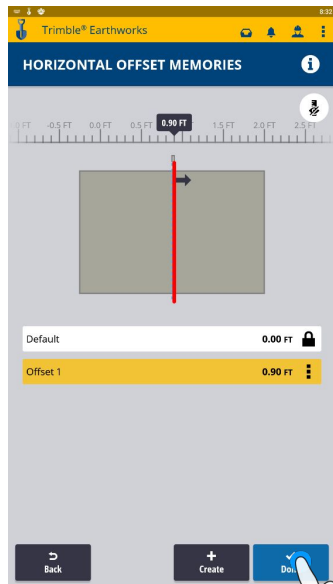 8:32
Trimble® Earthworks
HORIZONTAL OFFSET MEMORIES
FT -0.5 FT 0.0 FT 0.5 FT 0.90 FT 1.5 FT 2.0 FT 2.5 FT
Default 0.00 FT
Offset 1 0.90 FT
Back Create